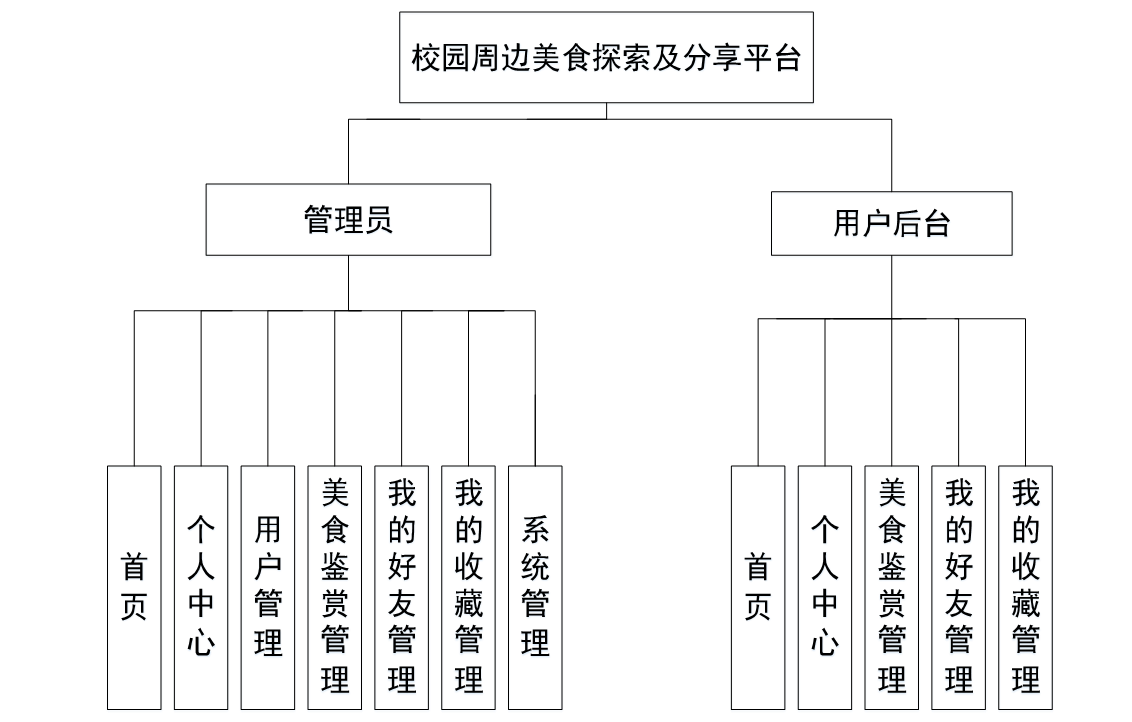 校园周边美食探索及分享平台
管理员
用户后台
首页
个人中心
用户管理
美食鉴赏管理
我的好友管理
我的收藏管理
系统管理
首页
个人中心
美食鉴赏管理
我的好友管理
我的收藏管理